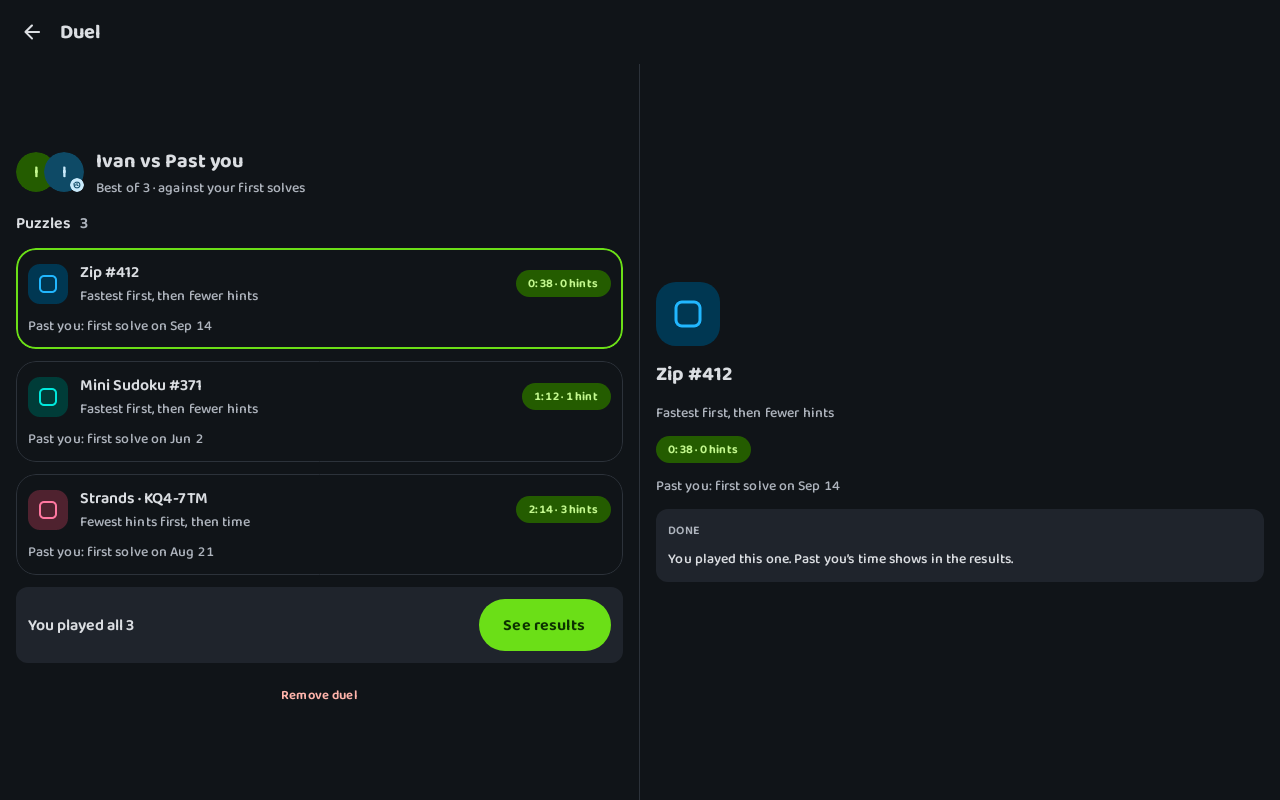 Duel
I I
Ivan vs Past you
Best of 3 · against your first solves
Puzzles 3
Zip #412
Fastest first, then fewer hints
0:38 · 0 hints
Past you: first solve on Sep 14
Mini Sudoku #371
Fastest first, then fewer hints
1:12 · 1 hint
Past you: first solve on Jun 2
Strands · KQ4-7TM
Fewest hints first, then time
2:14 · 3 hints
Past you: first solve on Aug 21
You played all 3
See results
Remove duel
Zip #412
Fastest first, then fewer hints
0:38 · 0 hints
Past you: first solve on Sep 14
DONE
You played this one. Past you's time shows in the results.